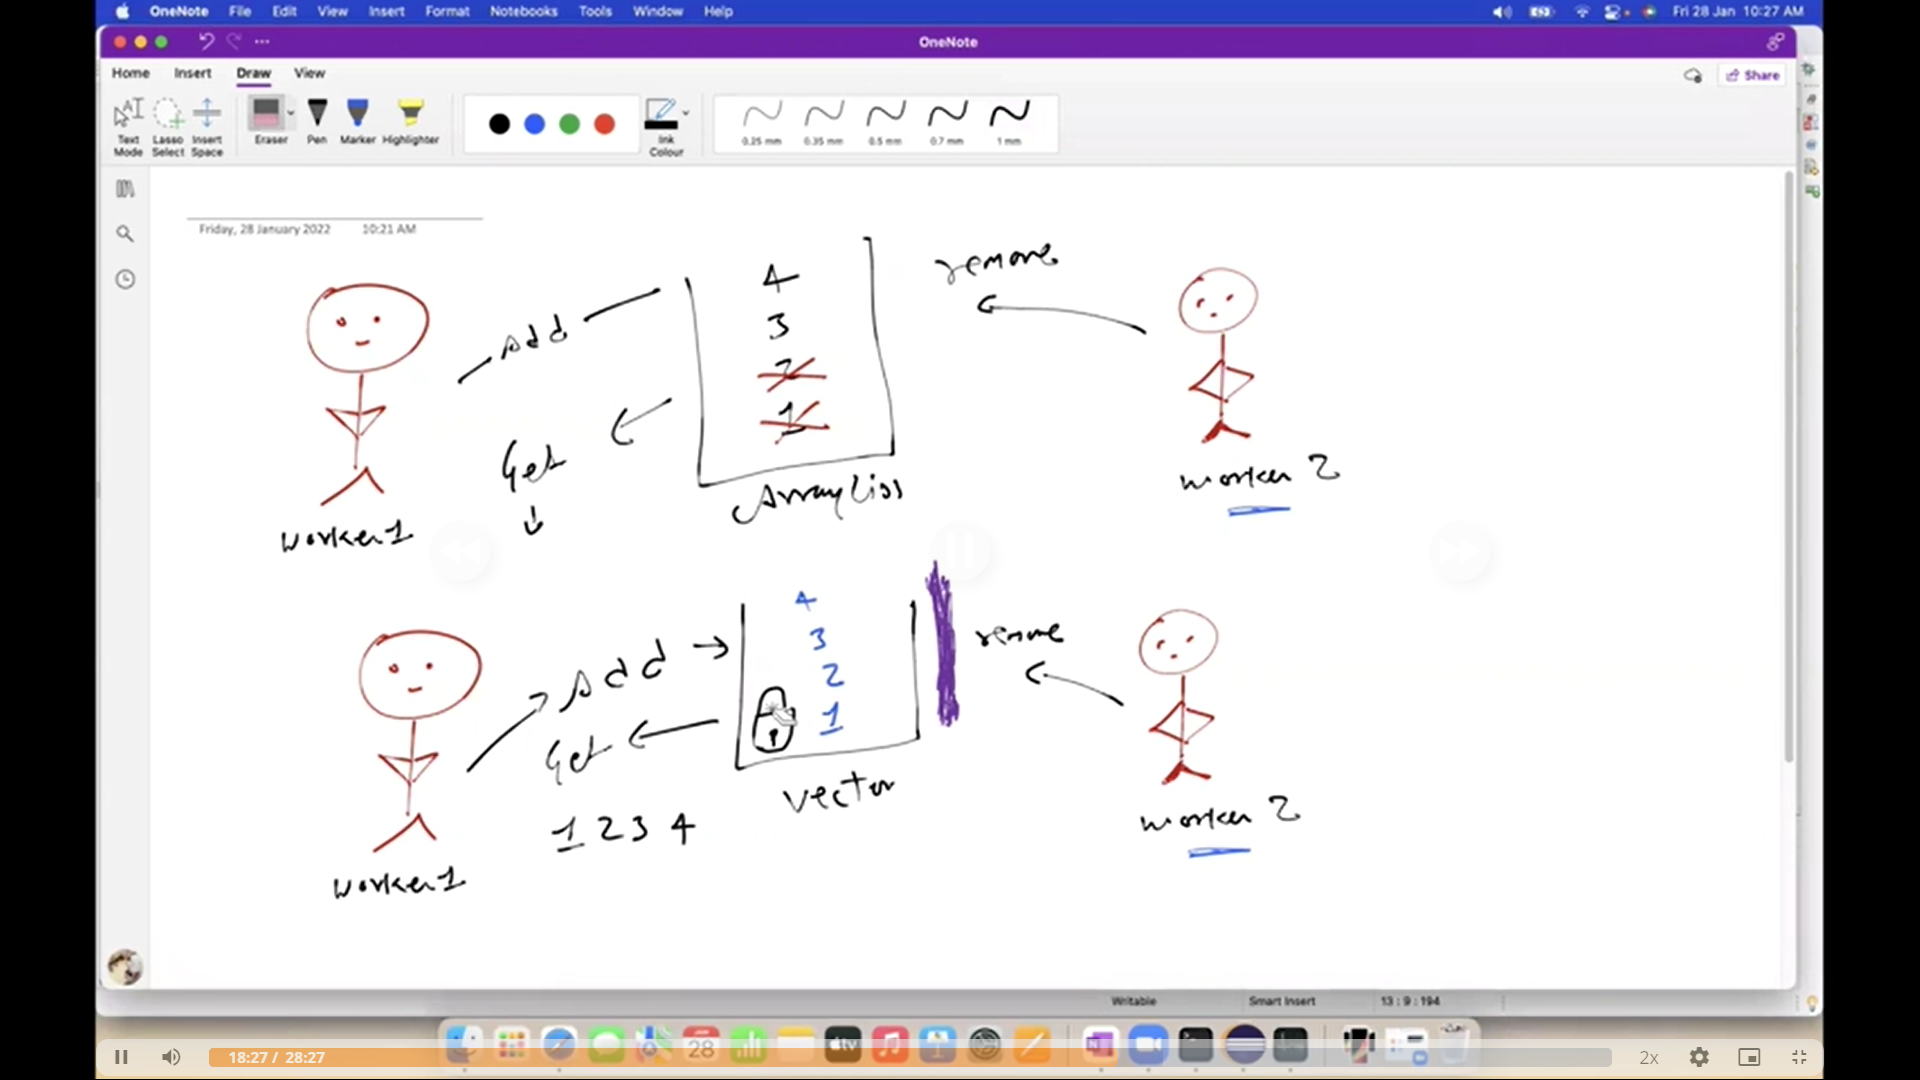 OneNote File Edit View Insert Format Notebooks Tools Window Help Fri 28 Jan 10:27 AM
OneNote
Home Insert Draw View Share
Text Mode
Lasso Select
Insert Space
Eraser
Pen
Marker
Highlighter
Ink Colour
0.25 mm 0.35 mm 0.5 mm 0.7 mm 1 mm
Friday, 28 January 2022 10:21 AM
4
3
2
1
Add
Get
remove
worker 1
worker 2
4
3
2
1
Add
Get
remove
Vector
1 2 3 4
worker 1
worker 2
Writable Smart Insert 13 : 9 : 194
28
tv
18:27 / 28:27
2x